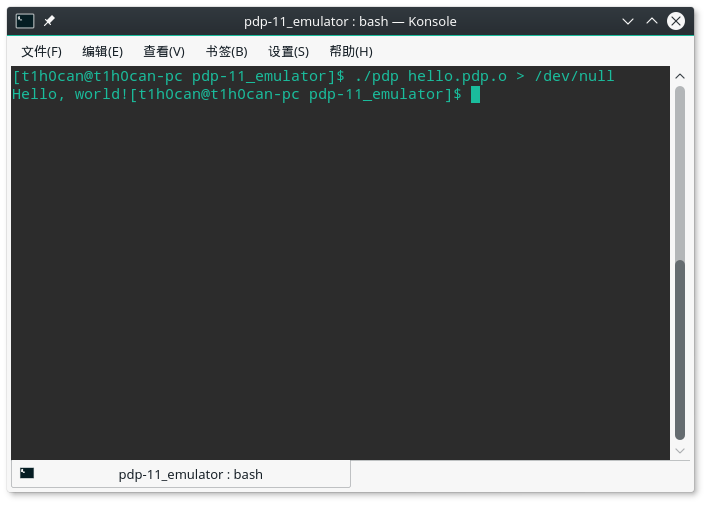 pdp-11_emulator : bash — Konsole
文件(F) 编辑(E) 查看(V) 书签(B) 设置(S) 帮助(H)
[t1h0can@t1h0can-pc pdp-11_emulator]$ ./pdp hello.pdp.o > /dev/null
Hello, world![t1h0can@t1h0can-pc pdp-11_emulator]$
pdp-11_emulator : bash